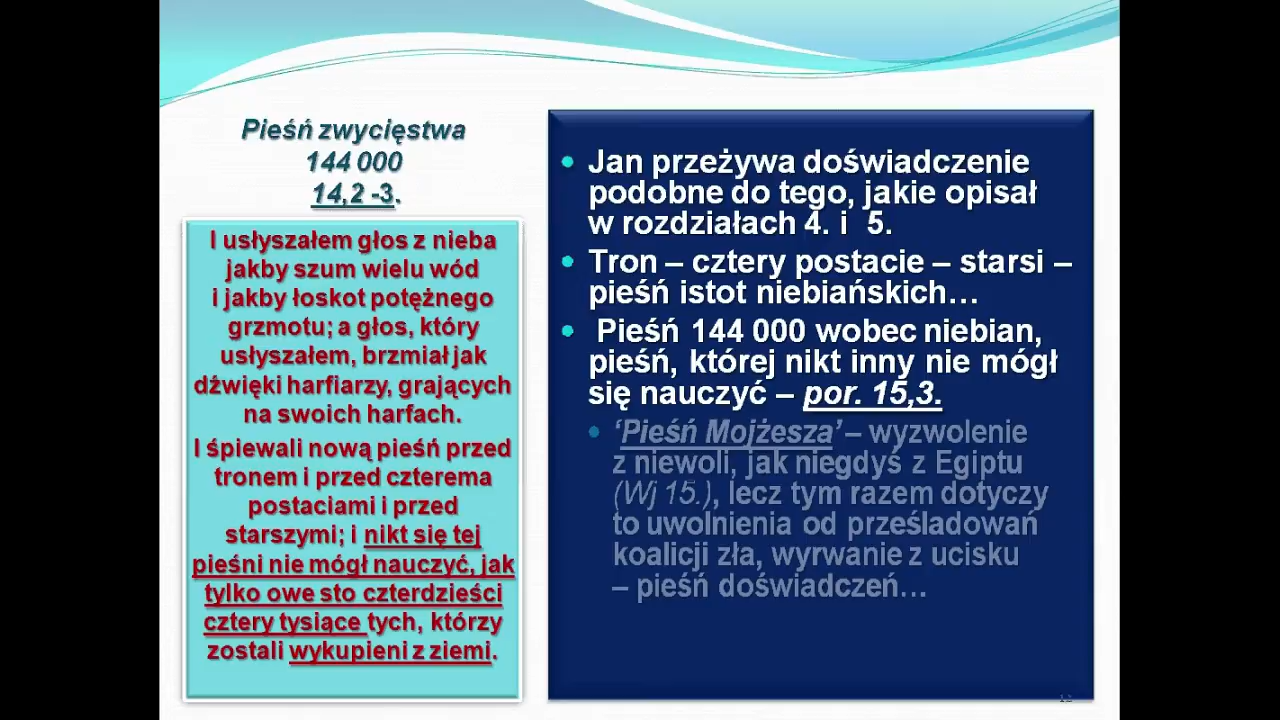 Pieśń zwycięstwa
144 000
14,2 -3.
I usłyszałem głos z nieba
jakby szum wielu wód
i jakby łoskot potężnego
grzmotu; a głos, który
usłyszałem, brzmiał jak
dźwięki harfiarzy, grających
na swoich harfach.
I śpiewali nową pieśń przed
tronem i przed czterema
postaciami i przed
starszymi; i nikt się tej
pieśni nie mógł nauczyć, jak
tylko owe sto czterdzieści
cztery tysiące tych, którzy
zostali wykupieni z ziemi.
• Jan przeżywa doświadczenie
podobne do tego, jakie opisał
w rozdziałach 4. i 5.
• Tron – cztery postacie – starsi –
pieśń istot niebiańskich…
• Pieśń 144 000 wobec niebian,
pieśń, której nikt inny nie mógł
się nauczyć – por. 15,3.
• ‘Pieśń Mojżesza’ – wyzwolenie
z niewoli, jak niegdyś z Egiptu
(Wj 15.), lecz tym razem dotyczy
to uwolnienia od prześladowań
koalicji zła, wyrwanie z ucisku
– pieśń doświadczeń…